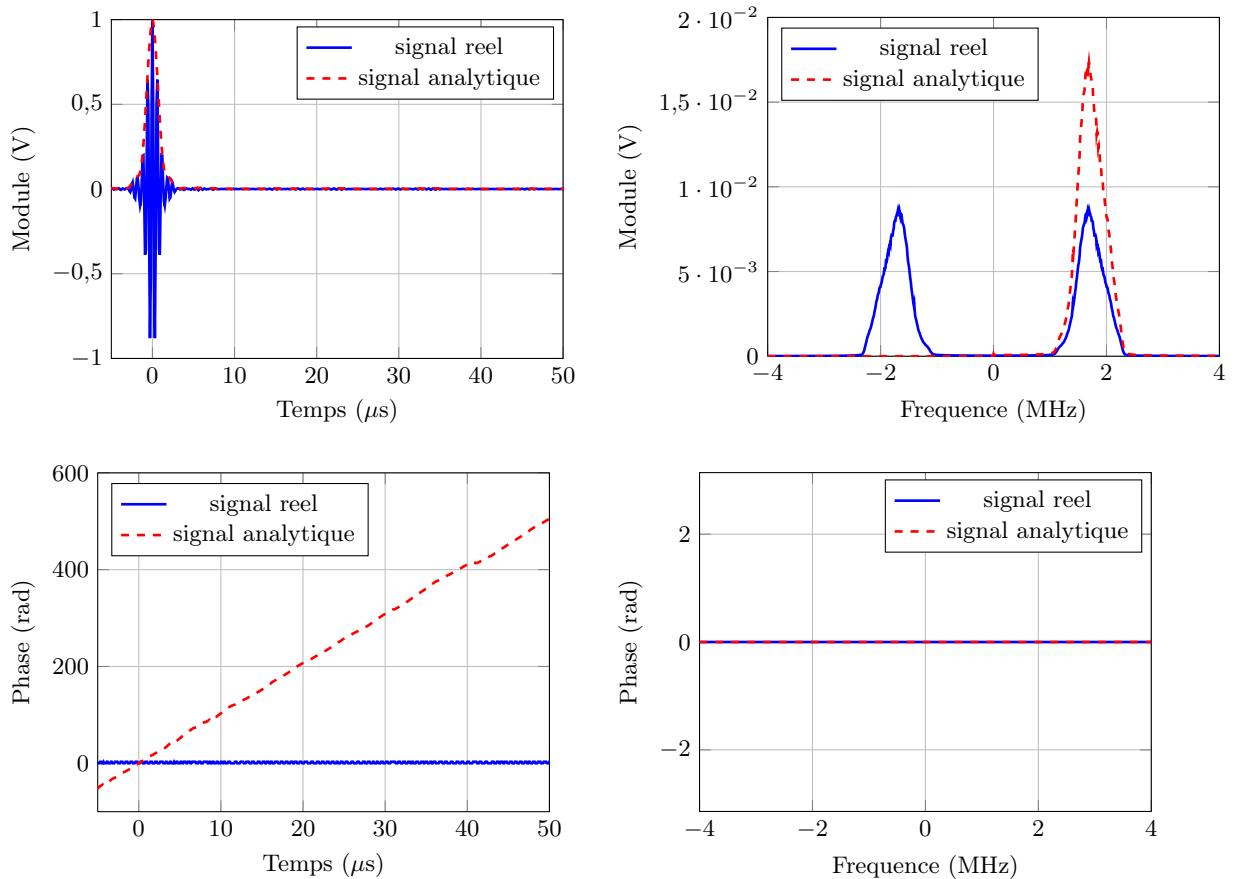 signal reel
signal analytique
1
0,5
0
−0,5
−1
0
10
20
30
40
50
Temps (μs)
Module (V)
signal reel
signal analytique
2 · 10⁻²
1,5 · 10⁻²
1 · 10⁻²
5 · 10⁻³
0
−4
−2
0
2
4
Frequence (MHz)
Module (V)
signal reel
signal analytique
600
400
200
0
0
10
20
30
40
50
Temps (μs)
Phase (rad)
signal reel
signal analytique
2
0
−2
−4
−2
0
2
4
Frequence (MHz)
Phase (rad)